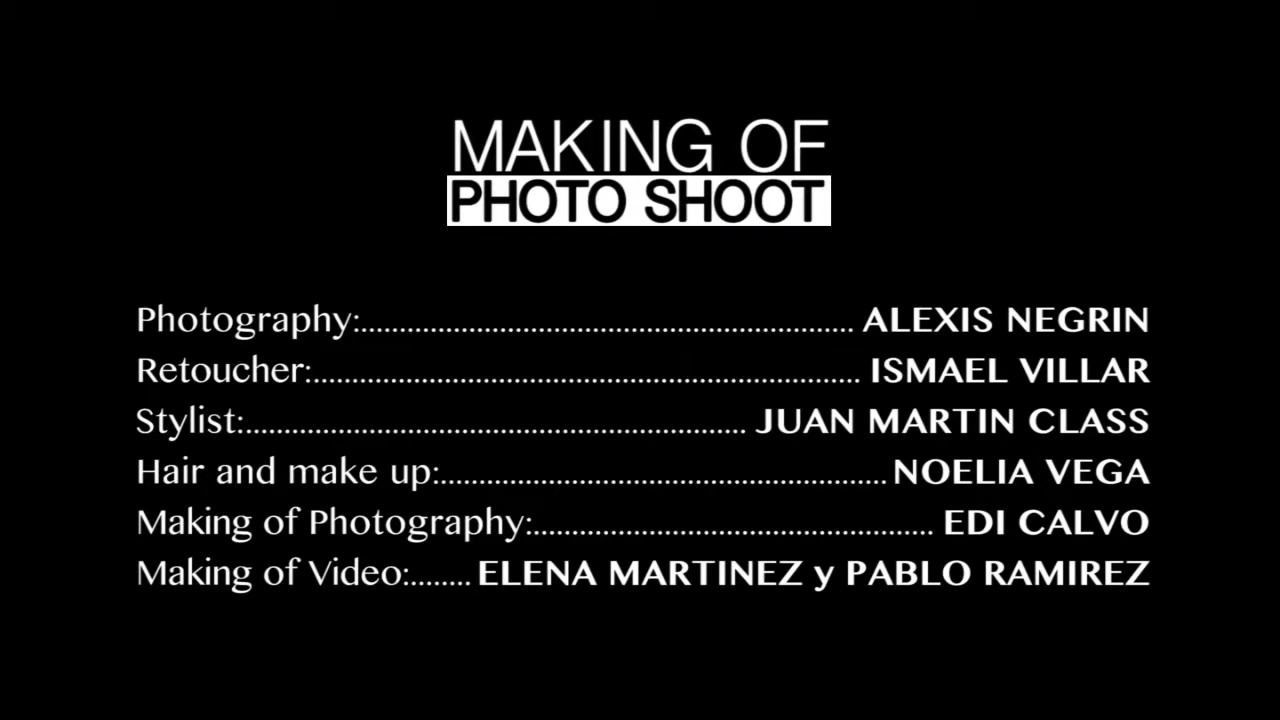 MAKING OF
PHOTO SHOOT
Photography:................................................................ ALEXIS NEGRIN
Retoucher:....................................................................... ISMAEL VILLAR
Stylist:................................................................. JUAN MARTIN CLASS
Hair and make up:.......................................................... NOELIA VEGA
Making of Photography:.................................................... EDI CALVO
Making of Video:........ ELENA MARTINEZ y PABLO RAMIREZ